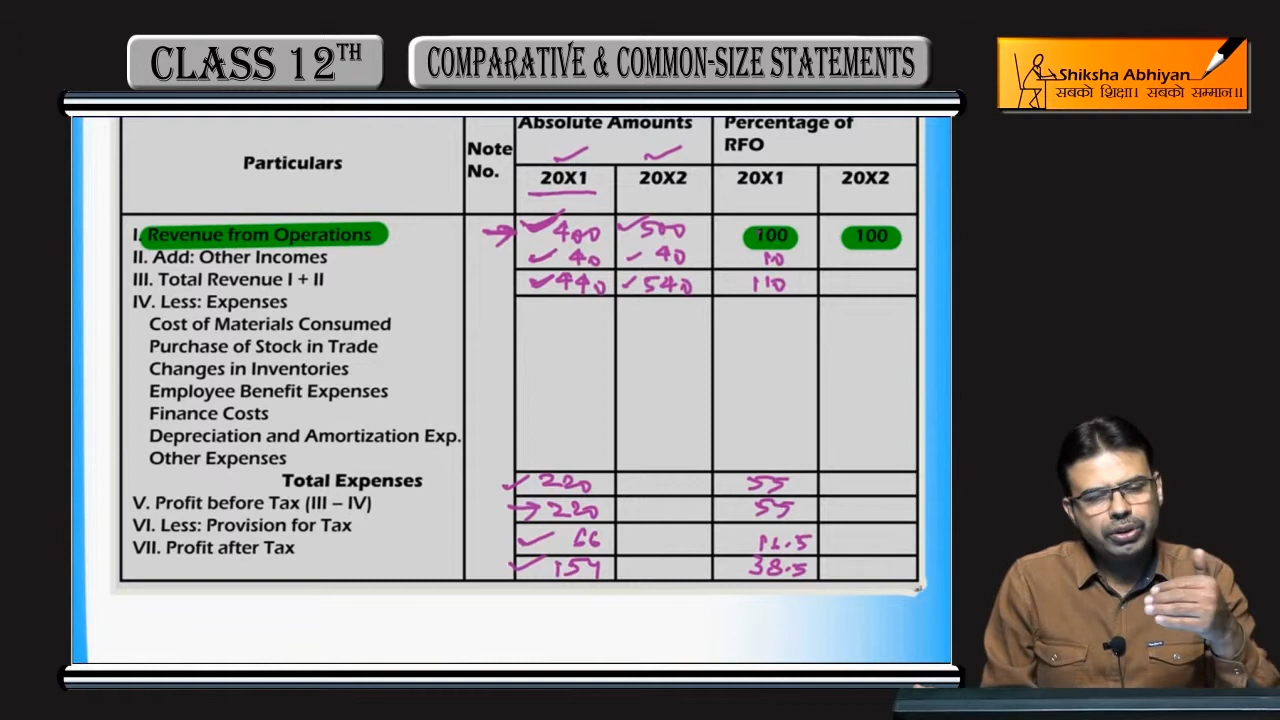 CLASS 12TH
COMPARATIVE & COMMON-SIZE STATEMENTS
Shiksha Abhiyan
सबको शिक्षा। सबको सम्मान।।
Particulars Note No. Absolute Amounts Percentage of RFO
20X1 20X2 20X1 20X2
I. Revenue from Operations 400 500 100 100
II. Add: Other Incomes 40 40 10
III. Total Revenue I + II 440 540 110
IV. Less: Expenses
Cost of Materials Consumed
Purchase of Stock in Trade
Changes in Inventories
Employee Benefit Expenses
Finance Costs
Depreciation and Amortization Exp.
Other Expenses
Total Expenses 220 55
V. Profit before Tax (III – IV) 220 55
VI. Less: Provision for Tax 66 16.5
VII. Profit after Tax 154 38.5